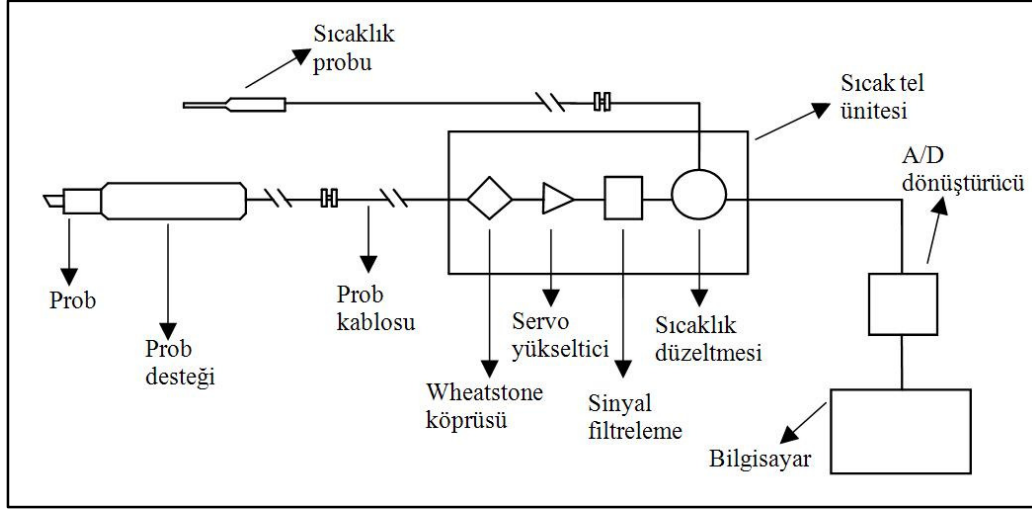 Sıcaklık
probu
Sıcak tel
ünitesi
A/D
dönüştürücü
Prob
Prob
desteği
Prob
kablosu
Servo
yükseltici
Sıcaklık
düzeltmesi
Wheatstone
köprüsü
Sinyal
filtreleme
Bilgisayar